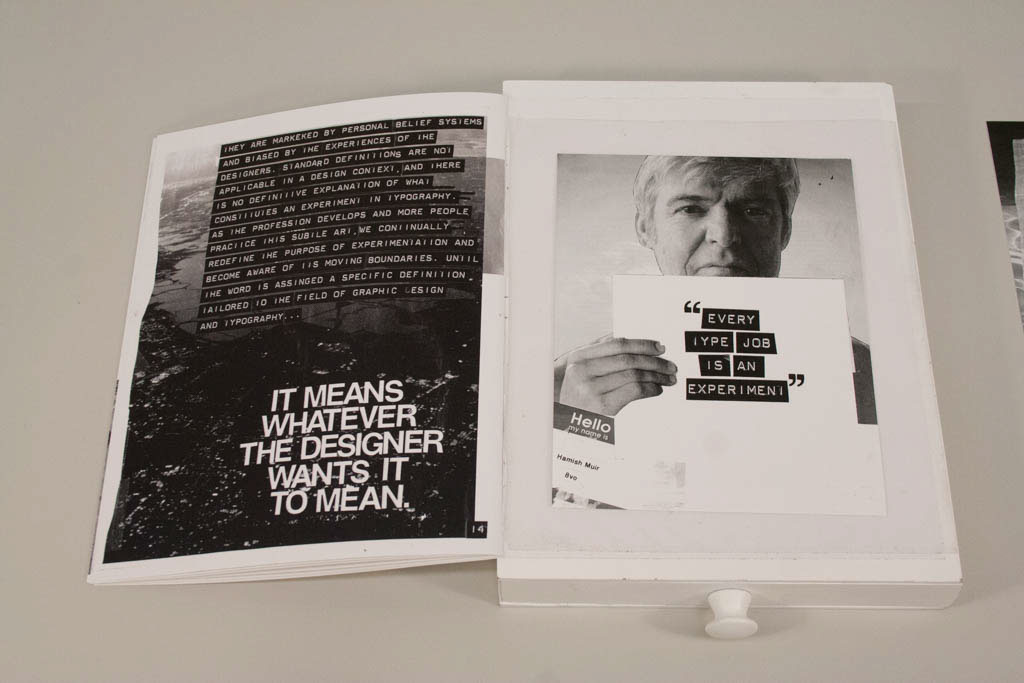 THEY ARE MARKEKED BY PERSONAL BELIEF SYSTEMS
AND BIASED BY THE EXPERIENCES OF THE
DESIGNERS. STANDARD DEFINITIONS ARE NOT
APPLICABLE IN A DESIGN CONTEXT, AND THERE
IS NO DEFINITIVE EXPLANATION OF WHAT
CONSTITUTES AN EXPERIMENT IN TYPOGRAPHY.
AS THE PROFESSION DEVELOPS AND MORE PEOPLE
PRACTICE THIS SUBTLE ART, WE CONTINUALLY
REDEFINE THE PURPOSE OF EXPERIMENTATION AND
BECOME AWARE OF ITS MOVING BOUNDARIES. UNTIL
THE WORD IS ASSINGED A SPECIFIC DEFINITION,
TAILORED TO THE FIELD OF GRAPHIC DESIGN
AND TYPOGRAPHY...
IT MEANS
WHATEVER
THE DESIGNER
WANTS IT
TO MEAN.
14
“EVERY
TYPE JOB
IS AN
EXPERIMENT”
Hello
my name is
Hamish Muir
8vo